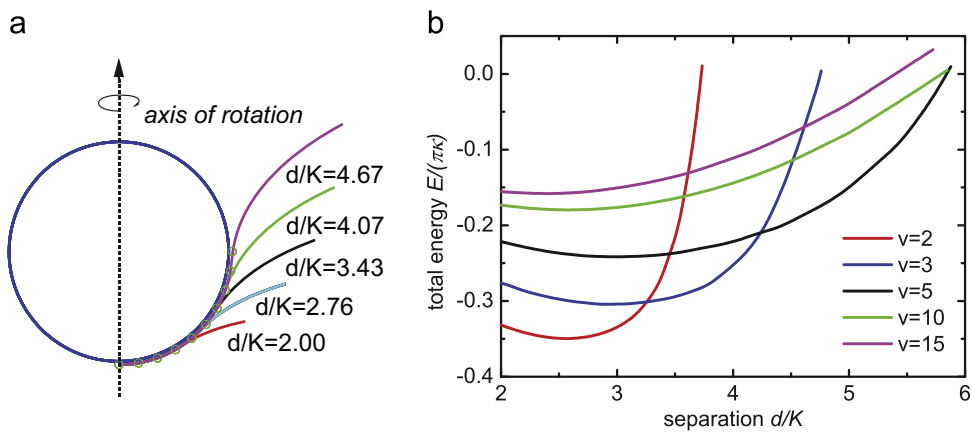 a
axis of rotation
d/K=4.67
d/K=4.07
d/K=3.43
d/K=2.76
d/K=2.00
b
total energy E/(πκ)
0.0
-0.1
-0.2
-0.3
-0.4
v=2
v=3
v=5
v=10
v=15
2 3 4 5 6
separation d/K